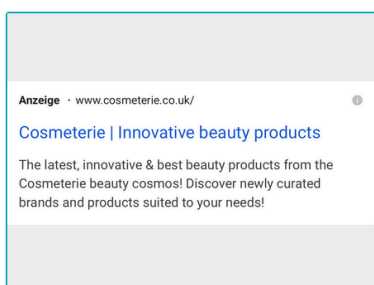 Anzeige · www.cosmeterie.co.uk/
Cosmeterie | Innovative beauty products
The latest, innovative & best beauty products from the
Cosmeterie beauty cosmos! Discover newly curated
brands and products suited to your needs!